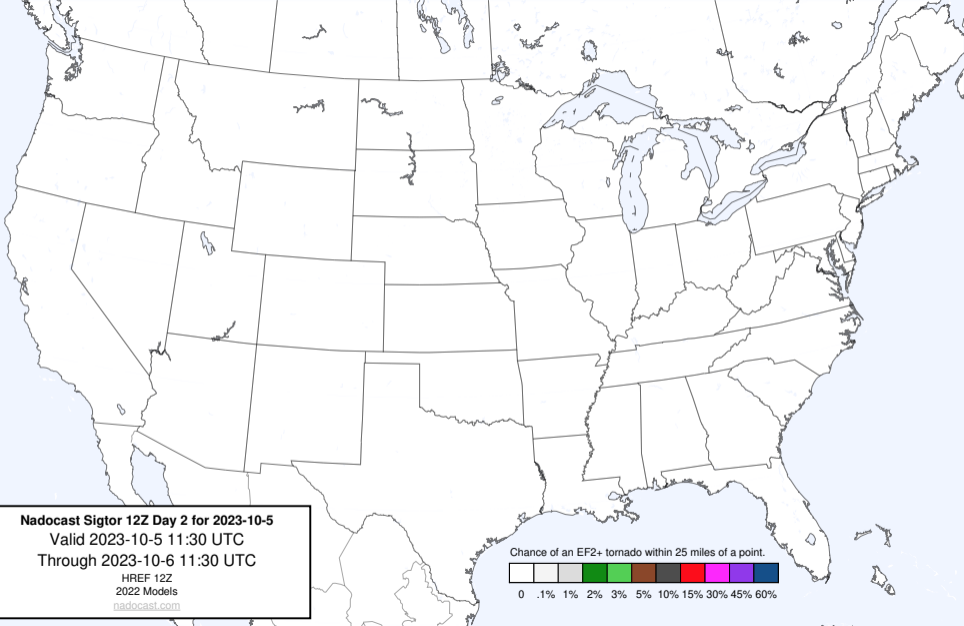 Nadocast Sigtor 12Z Day 2 for 2023-10-5
Valid 2023-10-5 11:30 UTC
Through 2023-10-6 11:30 UTC
HREF 12Z
2022 Models
nadocast.com
Chance of an EF2+ tornado within 25 miles of a point.
0 .1% 1% 2% 3% 5% 10% 15% 30% 45% 60%